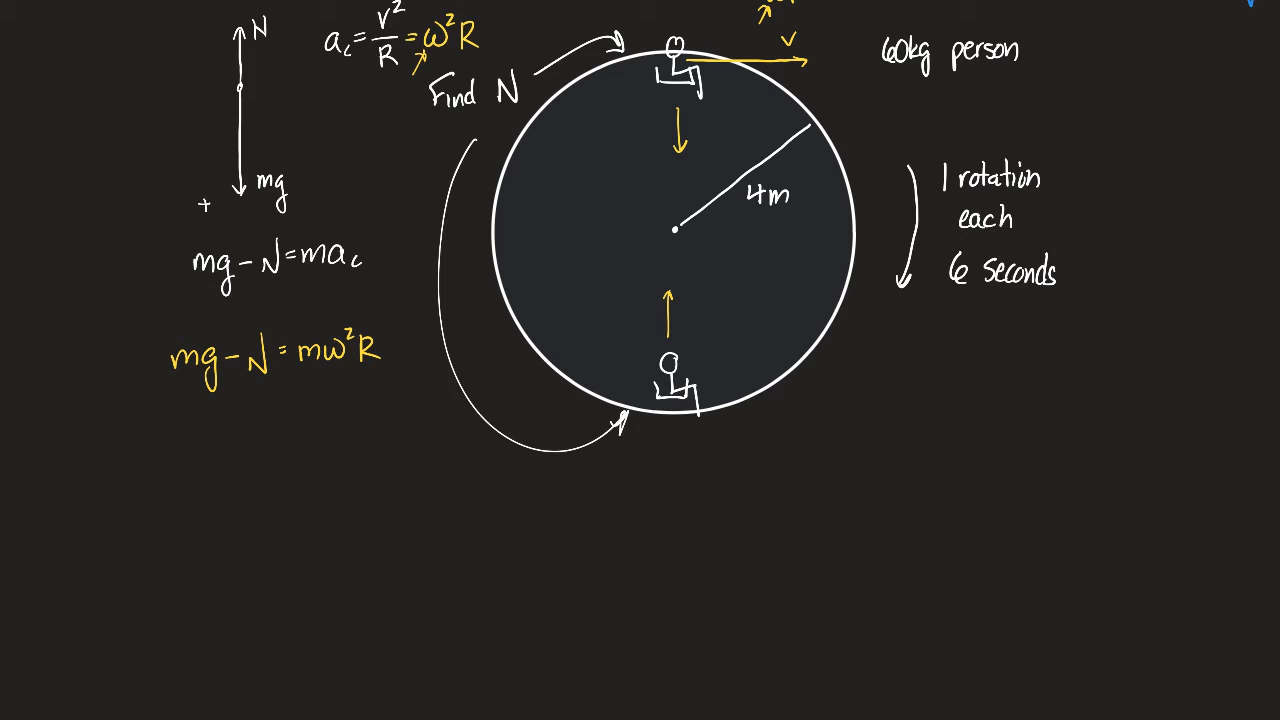 N
a_c = v²/R = ω²R
v
60kg person
Find N
mg
+
4m
1 rotation
each
6 seconds
mg - N = ma_c
mg - N = mω²R